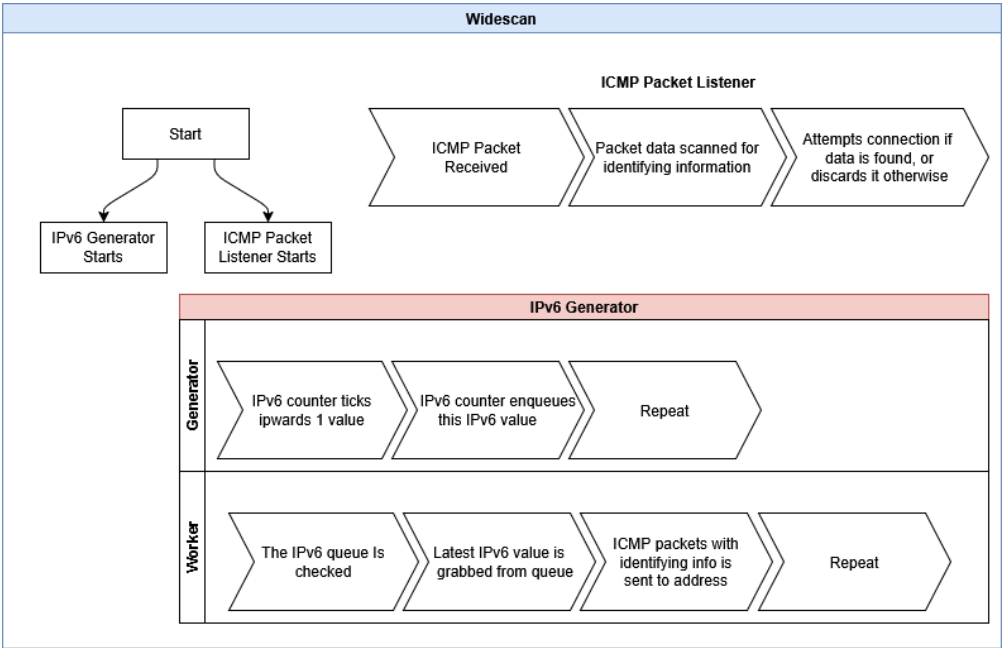 Widescan
ICMP Packet Listener
Start
ICMP Packet
Received
Packet data scanned for
identifying information
Attempts connection if
data is found, or
discards it otherwise
IPv6 Generator
Starts
ICMP Packet
Listener Starts
IPv6 Generator
Generator
IPv6 counter ticks
ipwards 1 value
IPv6 counter enqueues
this IPv6 value
Repeat
Worker
The IPv6 queue Is
checked
Latest IPv6 value is
grabbed from queue
ICMP packets with
identifying info is
sent to address
Repeat